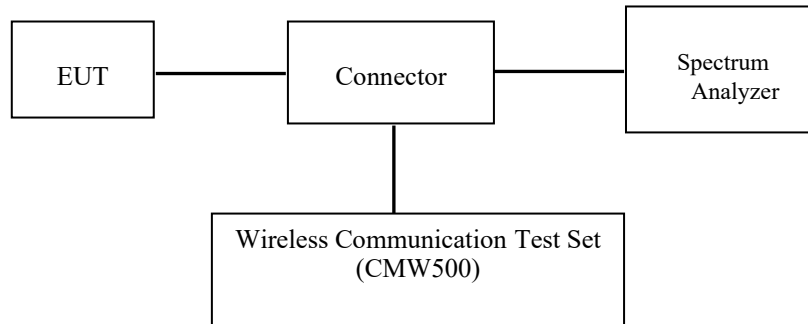 EUT
Connector
Spectrum
Analyzer
Wireless Communication Test Set
(CMW500)